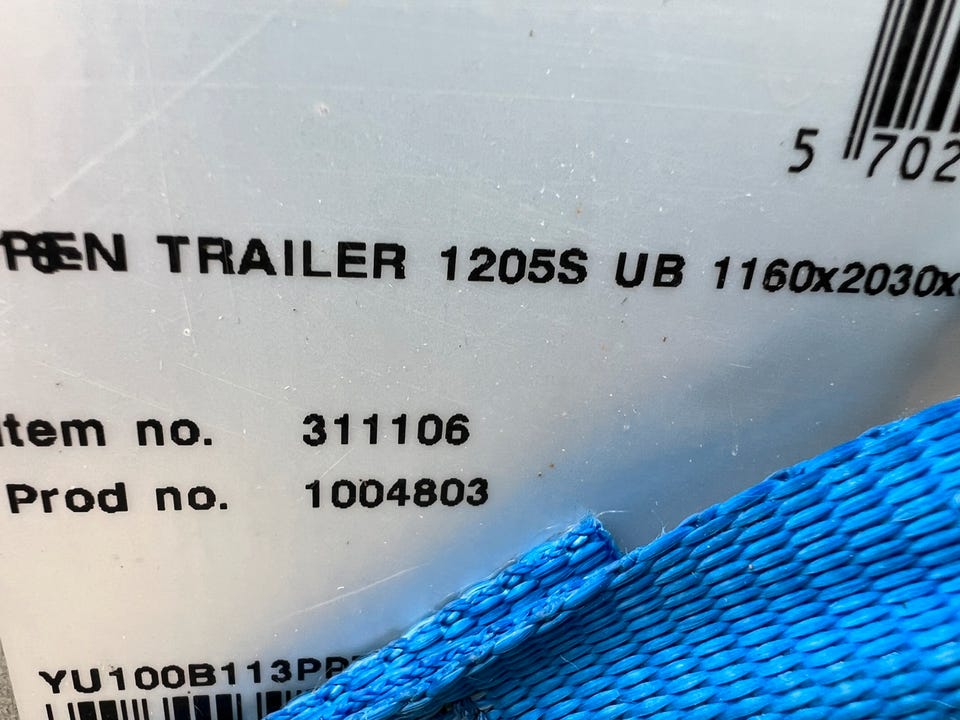 5 702
TRAILER 1205S UB 1160x2030x
item no. 311106
Prod no. 1004803
YU100B113PP